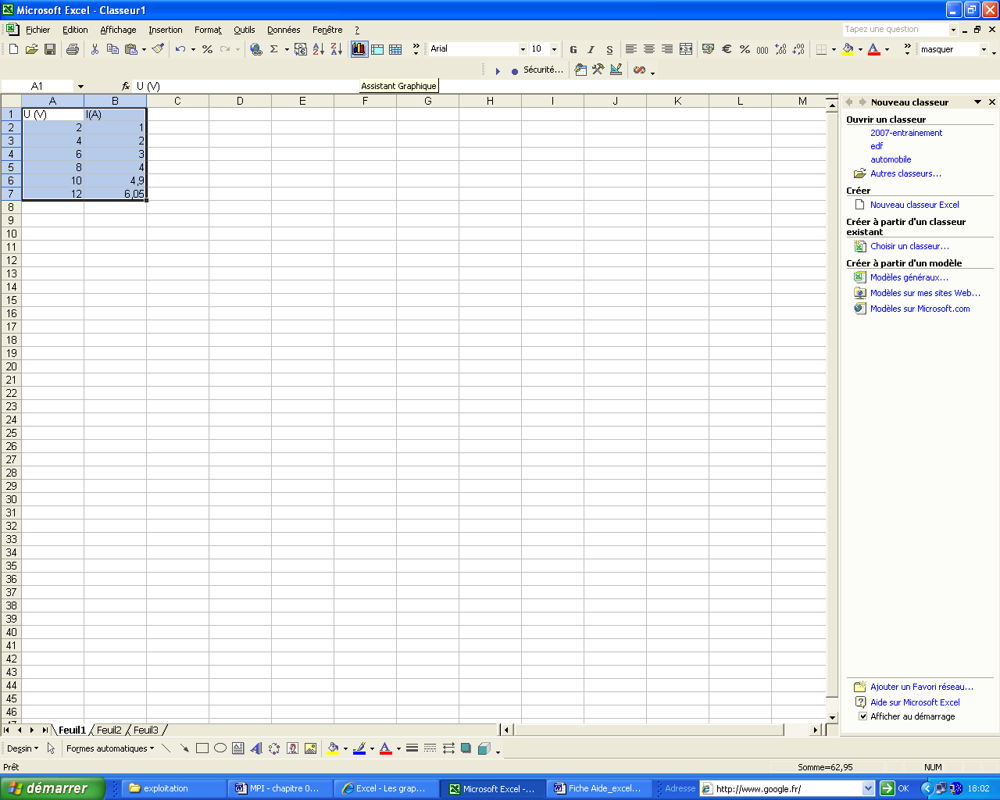 Microsoft Excel - Classeur1
Fichier Edition Affichage Insertion Format Outils Données Fenêtre ? Tapez une question
Arial 10 G I S € % 000 masquer
Sécurité...
A1 fx U (V)
Assistant Graphique
A B C D E F G H I J K L M
1 U (V) I(A)
2 2 1
3 4 2
4 6 3
5 8 4
6 10 4,9
7 12 6,05
8
9
10
11
12
13
14
15
16
17
18
19
20
21
22
23
24
25
26
27
28
29
30
31
32
33
34
35
36
37
38
39
40
41
42
43
44
45
46
47
Nouveau classeur
Ouvrir un classeur
2007-entrainement
edf
automobile
Autres classeurs...
Créer
Nouveau classeur Excel
Créer à partir d'un classeur
existant
Choisir un classeur...
Créer à partir d'un modèle
Modèles généraux...
Modèles sur mes sites Web...
Modèles sur Microsoft.com
Ajouter un Favori réseau...
Aide sur Microsoft Excel
Afficher au démarrage
Feuil1 Feuil2 Feuil3
Dessin Formes automatiques
Prêt Somme=62,95 NUM
démarrer exploitation MPI - chapitre 0... Excel - Les grap... Microsoft Excel -... Fiche Aide_excel... Adresse http://www.google.fr/ OK 18:02